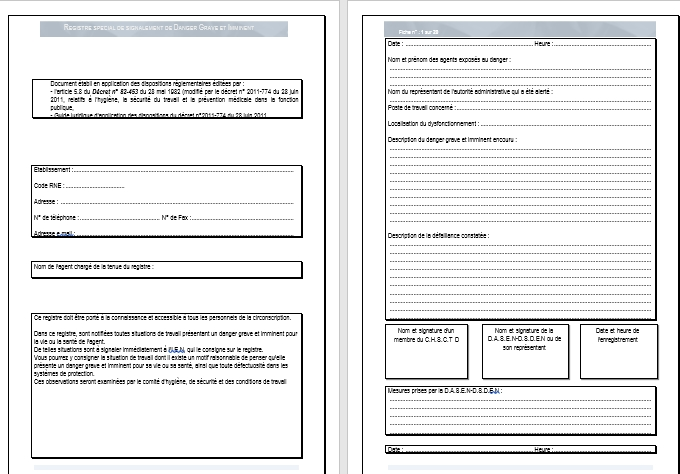 REGISTRE SPÉCIAL DE SIGNALEMENT DE DANGER GRAVE ET IMMINENT
Document établi en application des dispositions réglementaires éditées par :
- l'article 5.8 du Décret n° 82-453 du 28 mai 1982 (modifié par le décret n° 2011-774 du 28 juin
2011, relatifs à l'hygiène, la sécurité du travail et la prévention médicale dans la fonction
publique,
- Guide juridique d'application des dispositions du décret n°2011-774 du 28 juin 2011
Etablissement :
Code RNE :
Adresse :
N° de téléphone : N° de Fax :
Adresse e.mail :
Nom de l'agent chargé de la tenue du registre :
Ce registre doit être porté à la connaissance et accessible à tous les personnels de la circonscription.
Dans ce registre, sont notifiées toutes situations de travail présentant un danger grave et imminent pour
la vie ou la santé de l'agent.
De telles situations sont à signaler immédiatement à l'I.E.N. qui le consigne sur le registre.
Vous pourrez y consigner la situation de travail dont il existe un motif raisonnable de penser qu'elle
présente un danger grave et imminent pour sa vie ou sa santé, ainsi que toute défectuosité dans les
systèmes de protection.
Ces observations seront examinées par le comité d'hygiène, de sécurité et des conditions de travail
Fiche n° : 1 sur 20
Date : Heure :
Nom et prénom des agents exposés au danger :
Nom du représentant de l'autorité administrative qui a été alerté :
Poste de travail concerné :
Localisation du dysfonctionnement :
Description du danger grave et imminent encouru :
Description de la défaillance constatée :
Nom et signature d'un
membre du C.H.S.C.T D
Nom et signature de la
D.A.S.E.N-D.S.D.E.N ou de
son représentant
Date et heure de
l'enregistrement
Mesures prises par la D.A.S.E.N-D.S.D.E.N :
Date : Heure :